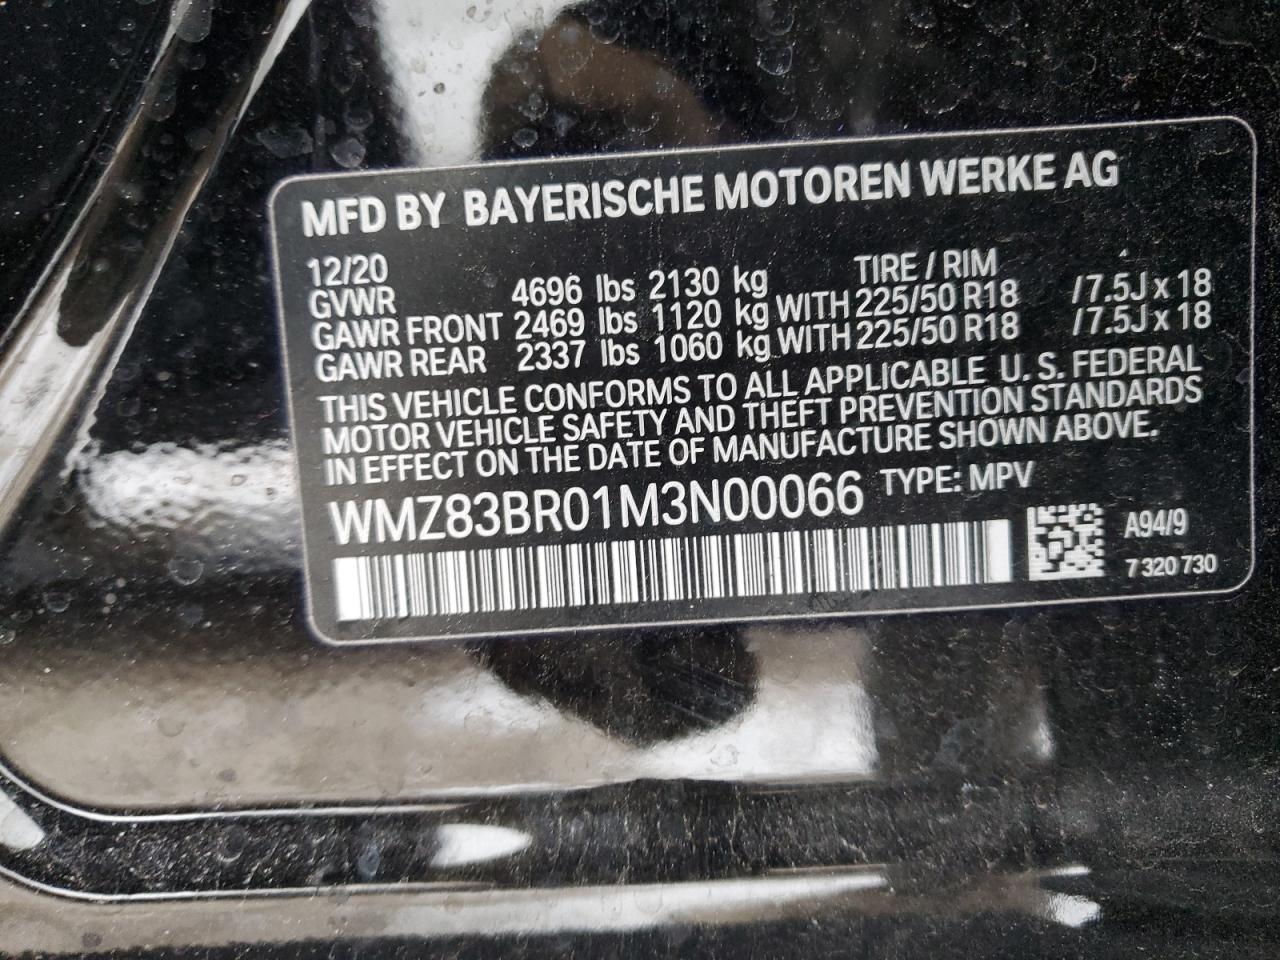 MFD BY BAYERISCHE MOTOREN WERKE AG
12/20 TIRE / RIM
GVWR 4696 lbs 2130 kg
GAWR FRONT 2469 lbs 1120 kg WITH 225/50 R18 /7.5J x 18
GAWR REAR 2337 lbs 1060 kg WITH 225/50 R18 /7.5J x 18
THIS VEHICLE CONFORMS TO ALL APPLICABLE U.S. FEDERAL
MOTOR VEHICLE SAFETY AND THEFT PREVENTION STANDARDS
IN EFFECT ON THE DATE OF MANUFACTURE SHOWN ABOVE.
WMZ83BR01M3N00066 TYPE: MPV
A94/9
7 320 730